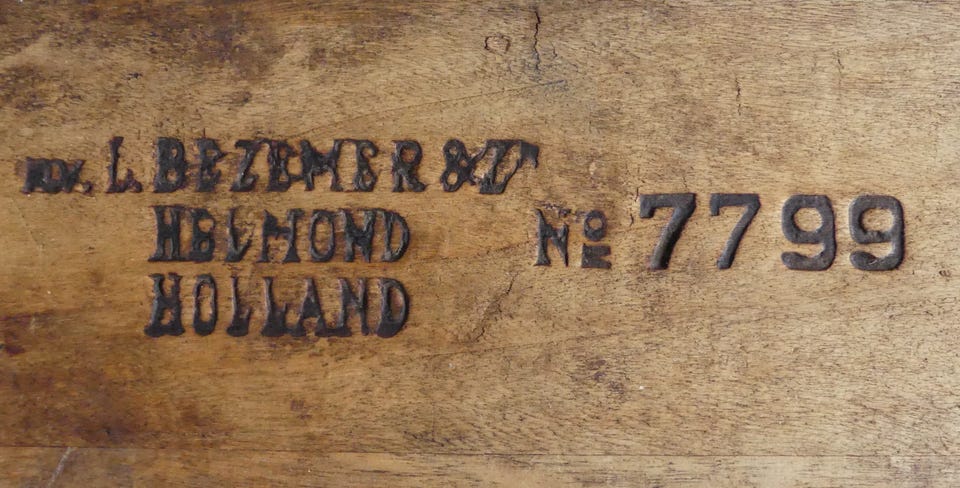 L. BEZEMER &
HELMOND
HOLLAND
Nº 7799